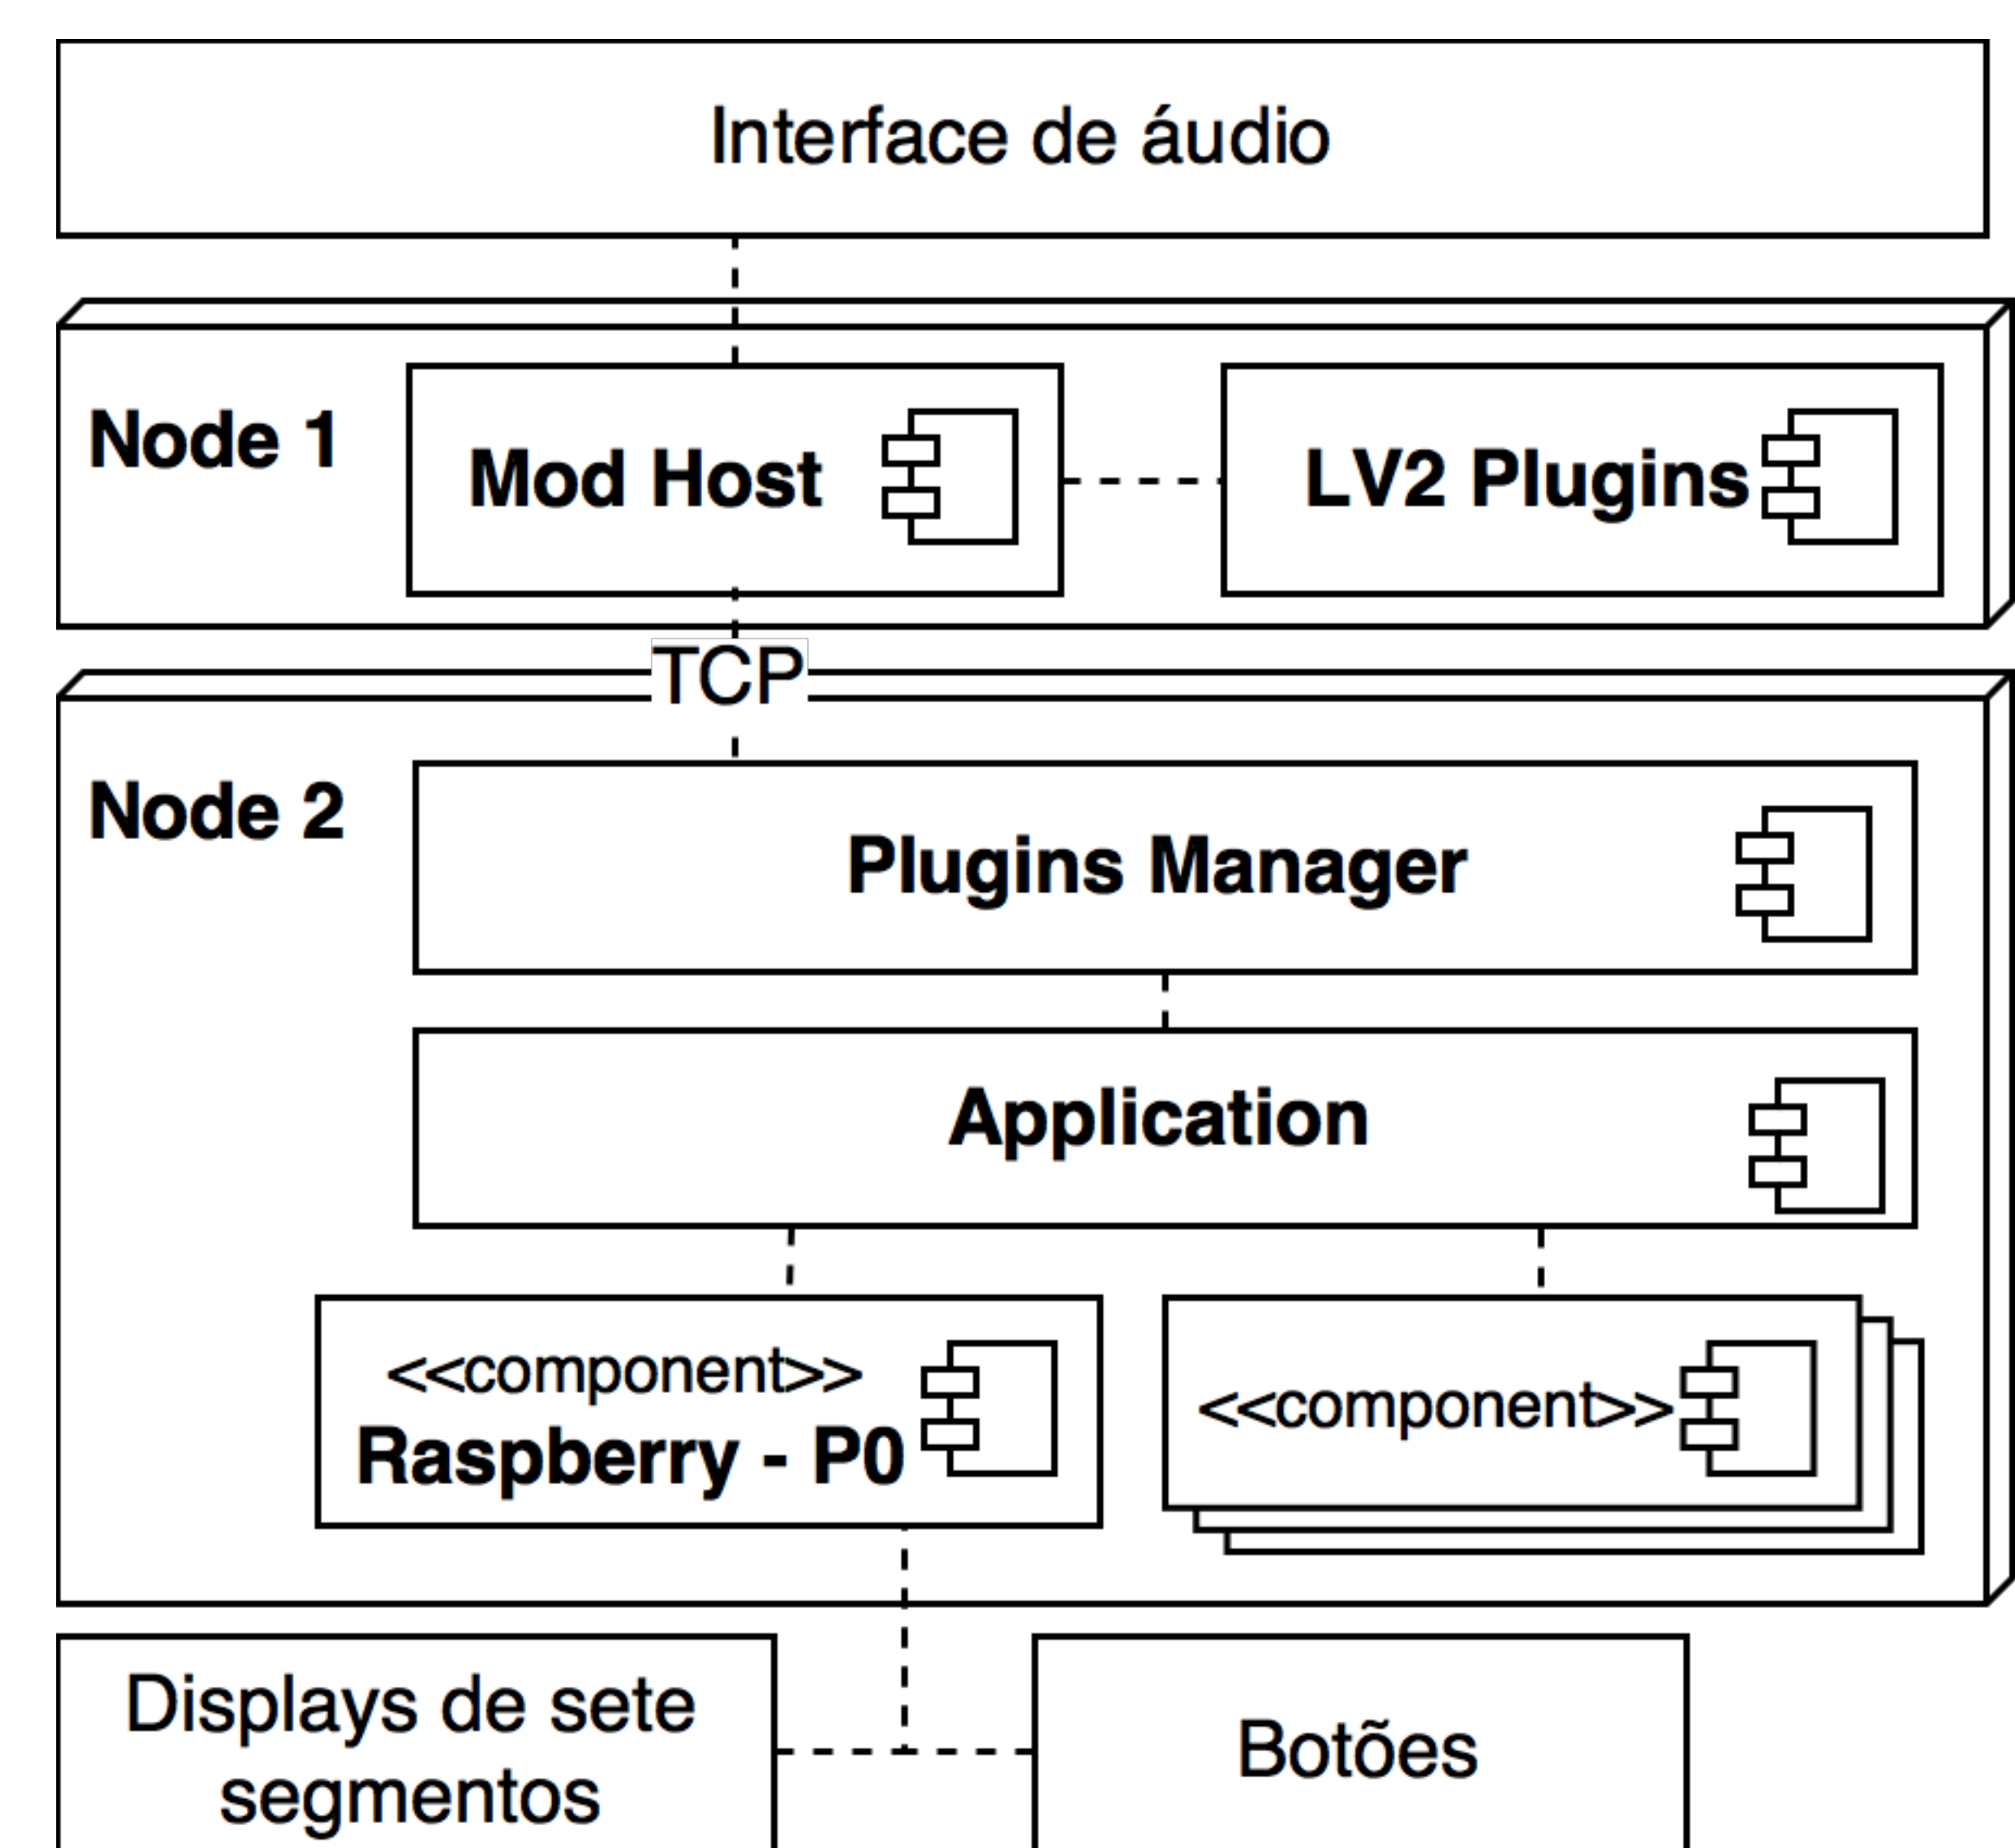 Interface de áudio
Node 1
Mod Host
LV2 Plugins
TCP
Node 2
Plugins Manager
Application
<<component>>
Raspberry - P0
<<component>>
Displays de sete
segmentos
Botões